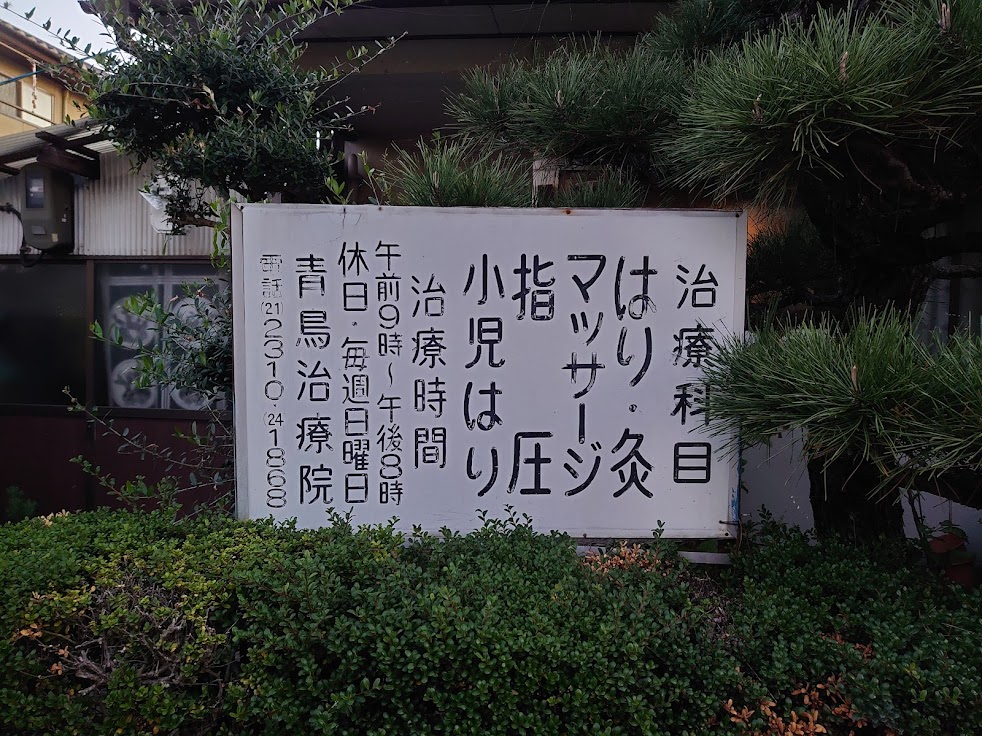 治療科目
はり・灸
マッサージ
指圧
小児はり
治療時間
午前9時～午後8時
休日・毎週日曜日
青鳥治療院
電話(21)2310・(24)1868